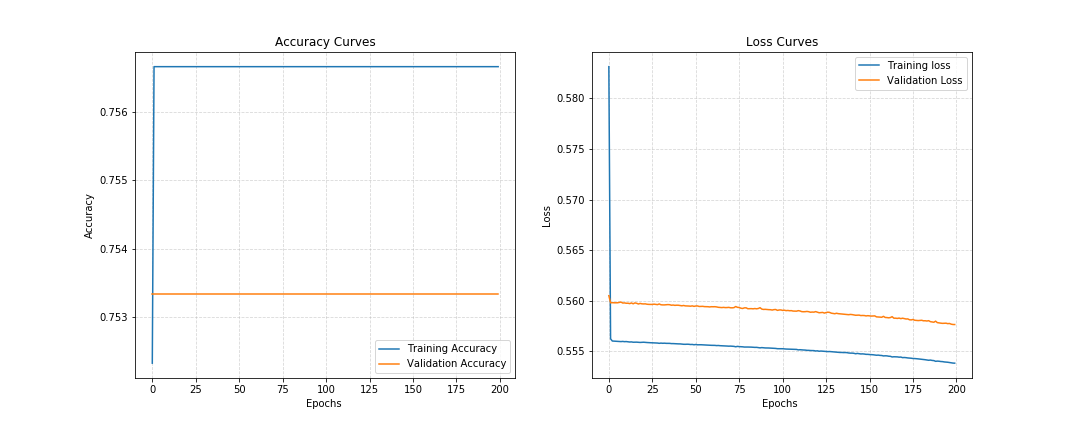 Accuracy Curves
0.756
0.755
0.754
0.753
Accuracy
0 25 50 75 100 125 150 175 200
Epochs
Training Accuracy
Validation Accuracy
Loss Curves
0.580
0.575
0.570
0.565
0.560
0.555
Loss
0 25 50 75 100 125 150 175 200
Epochs
Training loss
Validation Loss